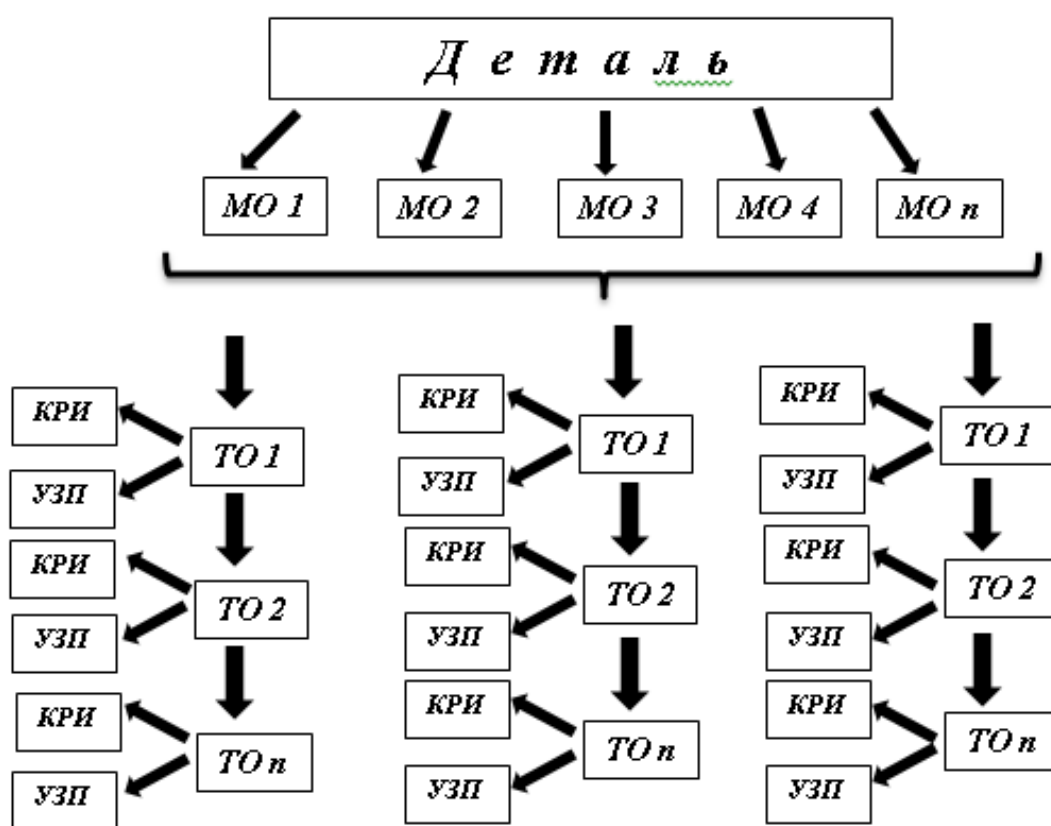 Д е т а л ь
МО 1 МО 2 МО 3 МО 4 МО n
КРИ КРИ КРИ
ТО 1 ТО 1 ТО 1
УЗП УЗП УЗП
КРИ КРИ КРИ
ТО 2 ТО 2 ТО 2
УЗП УЗП УЗП
КРИ КРИ КРИ
ТО n ТО n ТО n
УЗП УЗП УЗП